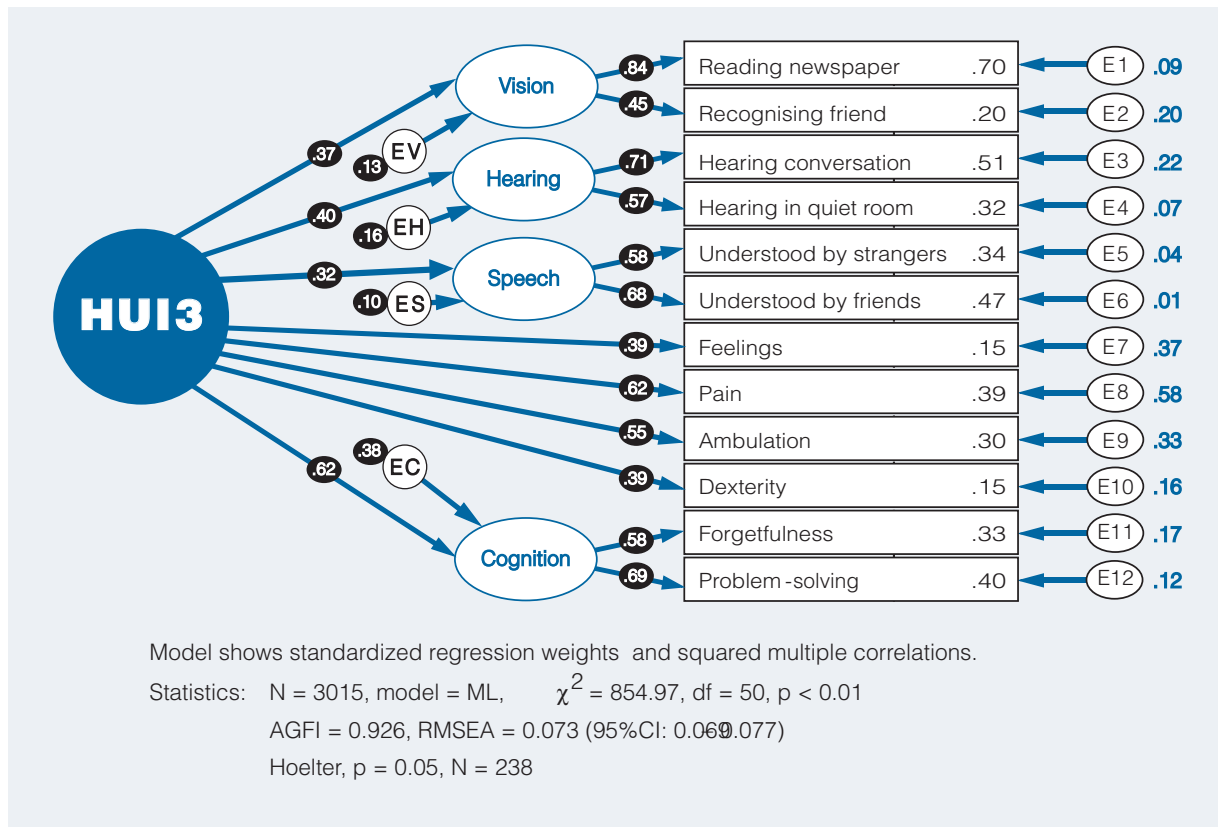 .84 Reading newspaper .70 E1 .09
Vision
.45 Recognising friend .20 E2 .20
.37 .13 EV
.71 Hearing conversation .51 E3 .22
Hearing
.57 Hearing in quiet room .32 E4 .07
.40 .16 EH
.58 Understood by strangers .34 E5 .04
.32 Speech
.68 Understood by friends .47 E6 .01
.10 ES
HUI3
.39 Feelings .15 E7 .37
.62 Pain .39 E8 .58
.55 Ambulation .30 E9 .33
.38 EC
.62
.39 Dexterity .15 E10 .16
.58 Forgetfulness .33 E11 .17
Cognition
.69 Problem-solving .40 E12 .12
Model shows standardized regression weights and squared multiple correlations.
Statistics: N = 3015, model = ML, χ2 = 854.97, df = 50, p < 0.01
AGFI = 0.926, RMSEA = 0.073 (95%CI: 0.069–0.077)
Hoelter, p = 0.05, N = 238